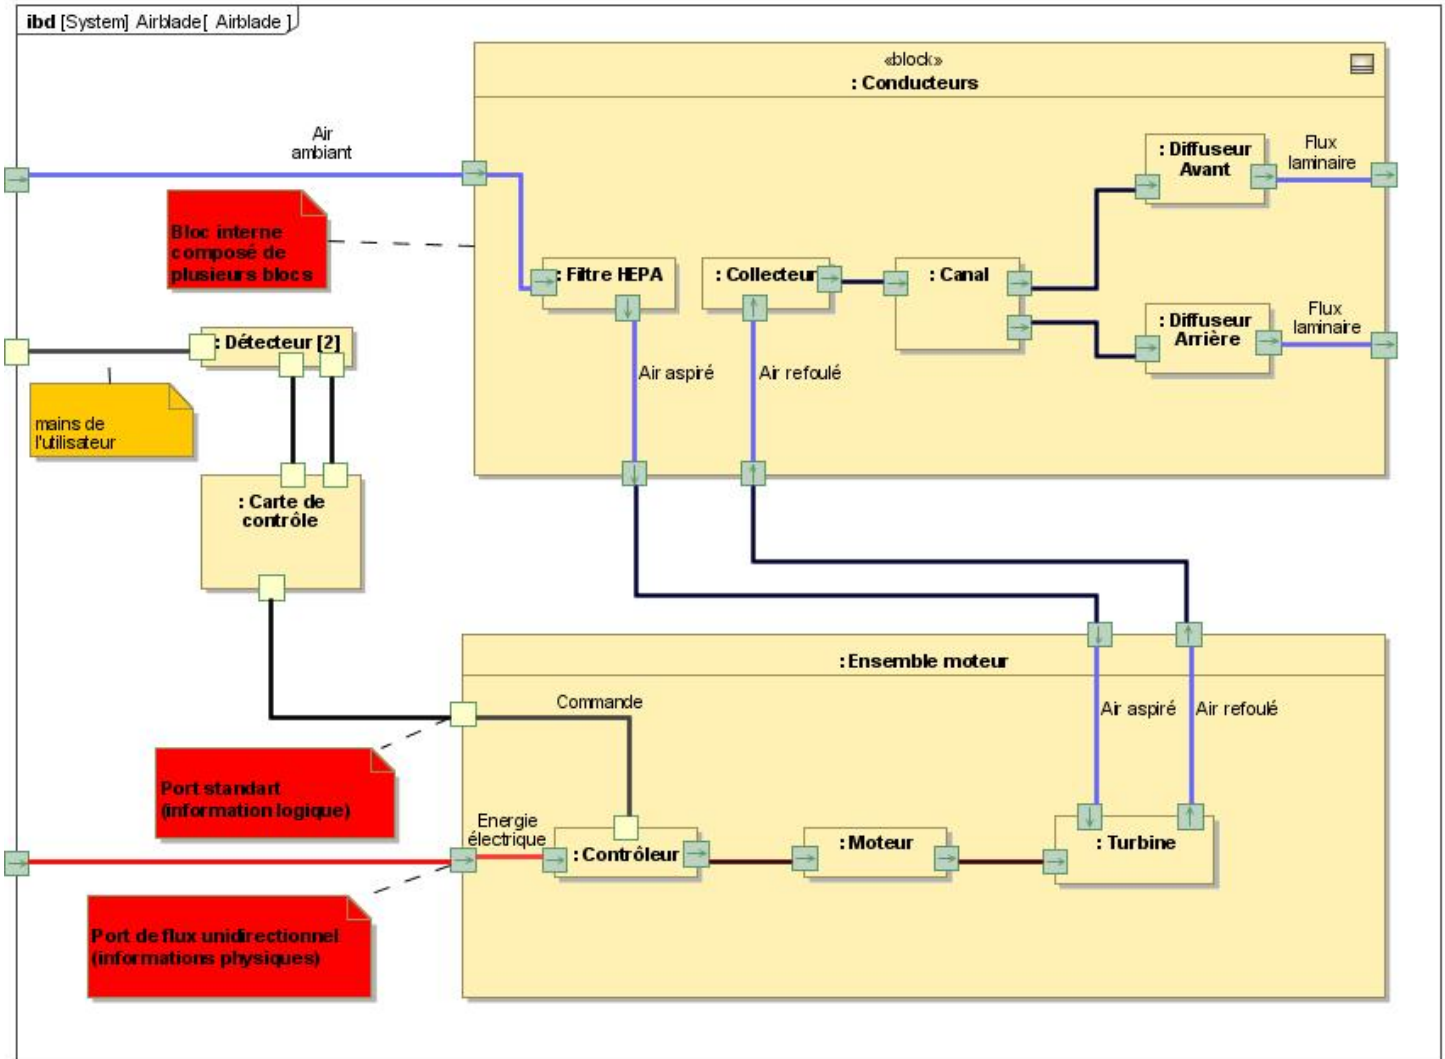 ibd [System] Airblade[ Airblade ]
«block»
: Conducteurs
Air
ambiant
: Diffuseur
Avant
Flux
laminaire
Bloc interne
composé de
plusieurs blocs
: Filtre HEPA
: Collecteur
: Canal
: Diffuseur
Arrière
Flux
laminaire
: Détecteur [2]
Air aspiré
Air refoulé
mains de
l'utilisateur
: Carte de
contrôle
: Ensemble moteur
Commande
Air aspiré
Air refoulé
Port standart
(information logique)
Energie
électrique
: Contrôleur
: Moteur
: Turbine
Port de flux unidirectionnel
(informations physiques)